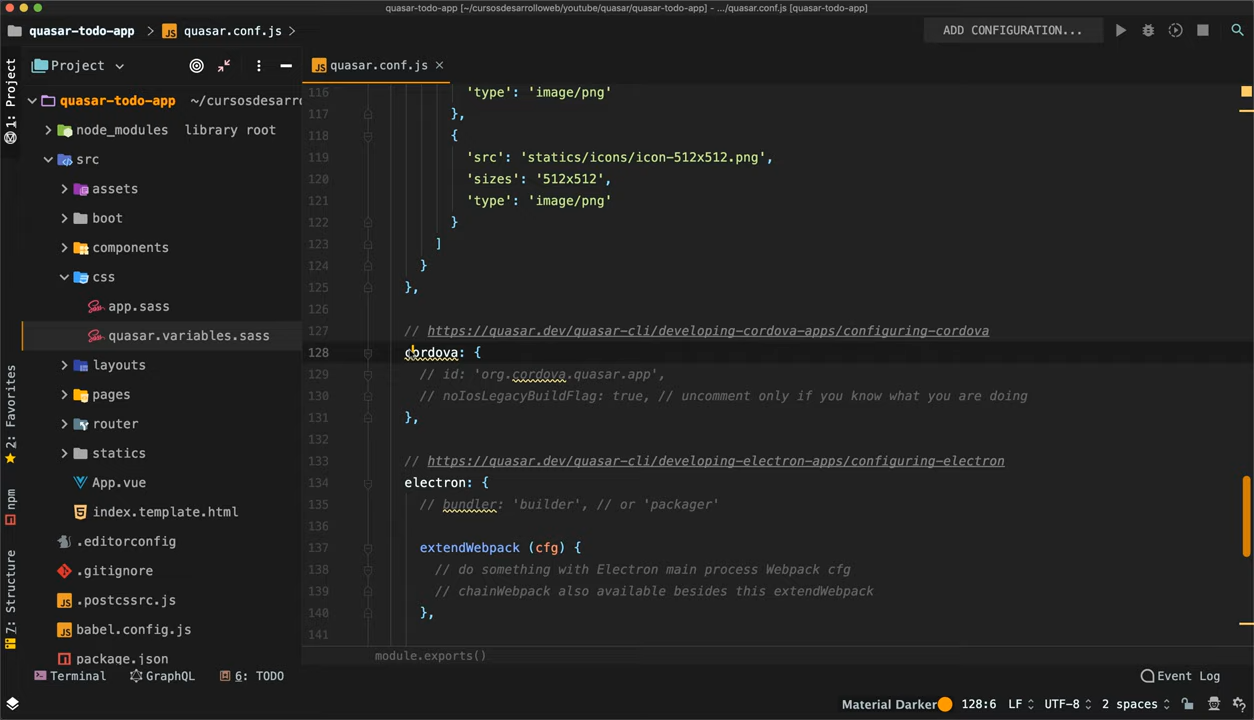 quasar-todo-app [~/cursosdesarrolloweb/youtube/quasar/quasar-todo-app] - .../quasar.conf.js [quasar-todo-app]
quasar-todo-app
quasar.conf.js
ADD CONFIGURATION...
1: Project
2: Favorites
npm
7: Structure
Project
quasar-todo-app ~/cursosdesarro
node_modules library root
src
assets
boot
components
css
app.sass
quasar.variables.sass
layouts
pages
router
statics
App.vue
index.template.html
.editorconfig
.gitignore
.postcssrc.js
babel.config.js
package.json
quasar.conf.js
116 'type': 'image/png'
117 },
118 {
119 'src': 'statics/icons/icon-512x512.png',
120 'sizes': '512x512',
121 'type': 'image/png'
122 }
123 ]
124 }
125 },
126
127 // https://quasar.dev/quasar-cli/developing-cordova-apps/configuring-cordova
128 cordova: {
129 // id: 'org.cordova.quasar.app',
130 // noIosLegacyBuildFlag: true, // uncomment only if you know what you are doing
131 },
132
133 // https://quasar.dev/quasar-cli/developing-electron-apps/configuring-electron
134 electron: {
135 // bundler: 'builder', // or 'packager'
136
137 extendWebpack (cfg) {
138 // do something with Electron main process Webpack cfg
139 // chainWebpack also available besides this extendWebpack
140 },
141
module.exports()
Terminal
GraphQL
6: TODO
Event Log
Material Darker
128:6
LF
UTF-8
2 spaces